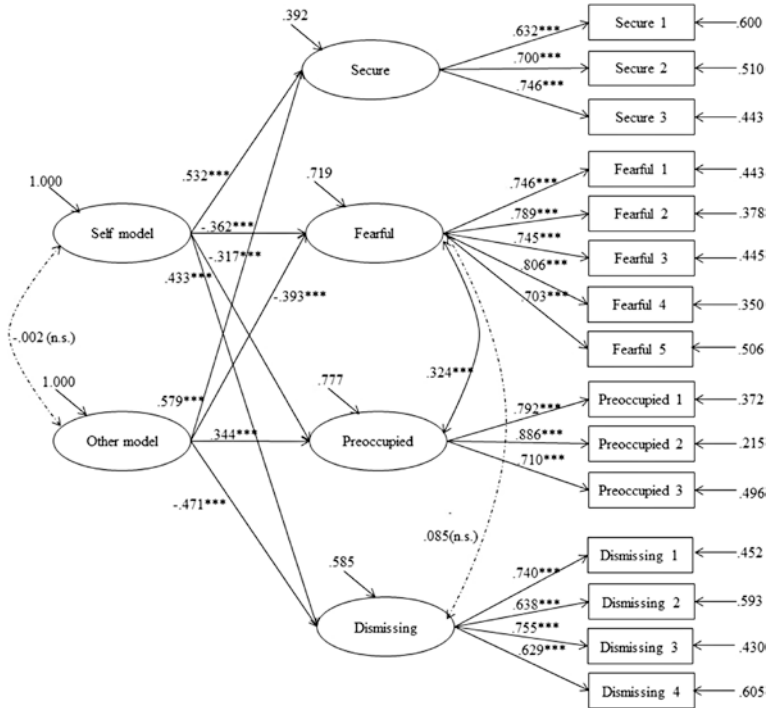 .392
Secure
.632***
.700***
.746***
Secure 1
.600
Secure 2
.510
Secure 3
.443
1.000
Self model
.532***
-.362***
-.317***
.433***
.719
Fearful
-.393***
.746***
.789***
.745***
.806***
.703***
Fearful 1
.443
Fearful 2
.378
Fearful 3
.445
Fearful 4
.350
Fearful 5
.506
-.002 (n.s.)
1.000
Other model
.579***
.344***
-.471***
.324***
.777
Preoccupied
.792***
.886***
.710***
Preoccupied 1
.372
Preoccupied 2
.215
Preoccupied 3
.496
.085(n.s.)
.585
Dismissing
.740***
.638***
.755***
.629***
Dismissing 1
.452
Dismissing 2
.593
Dismissing 3
.430
Dismissing 4
.605